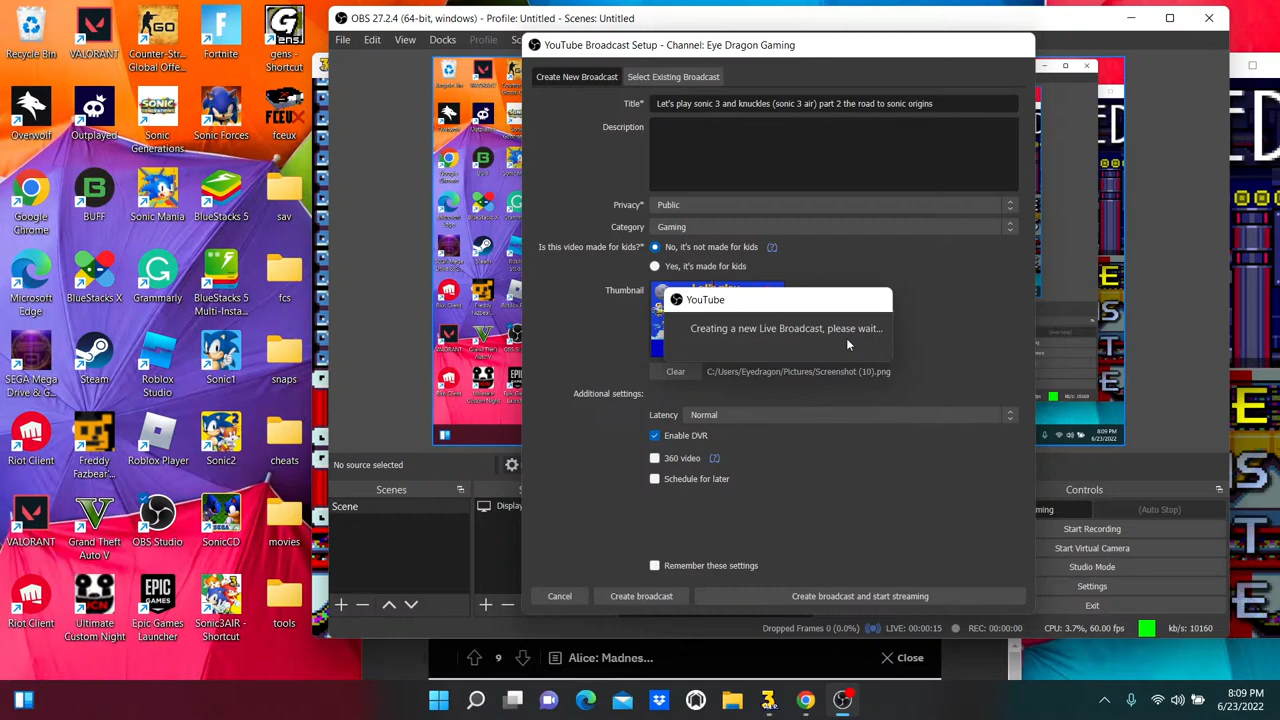 Recycle Bin
VALORANT
Counter-Str...
Global Offe...
Fortnite
gens -
Shortcut
Overwolf
Outplayed
Sonic
Generations
Sonic Forces
fceux
Google
Chrome
BUFF
Sonic Mania
BlueStacks 5
sav
Microsoft
Edge
BlueStacks X
Grammarly
BlueStacks 5
Multi-Insta...
fcs
SEGA Mega
Drive & G...
Steam
Roblox
Studio
Sonic1
snaps
Riot Client
Freddy
Fazbear'...
Roblox Player
Sonic2
cheats
VALORANT
Grand Theft
Auto V
OBS Studio
SonicCD
movies
Riot Client
Ultimate
Custom Night
Epic Games
Launcher
Sonic3AIR -
Shortcut
tools
OBS 27.2.4 (64-bit, windows) - Profile: Untitled - Scenes: Untitled
File
Edit
View
Docks
Profile
YouTube Broadcast Setup - Channel: Eye Dragon Gaming
Create New Broadcast
Select Existing Broadcast
Title*
Let's play sonic 3 and knuckles (sonic 3 air) part 2 the road to sonic origins
Description
Privacy*
Public
Category
Gaming
Is this video made for kids?*
No, it's not made for kids
(?)
Yes, it's made for kids
Thumbnail
YouTube
Creating a new Live Broadcast, please wait...
Clear
C:/Users/Eyedragon/Pictures/Screenshot (10).png
Additional settings:
Latency
Normal
Enable DVR
360 video
(?)
Schedule for later
Remember these settings
Cancel
Create broadcast
Create broadcast and start streaming
No source selected
Scenes
Scene
Display
Controls
(Auto Stop)
Start Recording
Start Virtual Camera
Studio Mode
Settings
Exit
Dropped Frames 0 (0.0%)
LIVE: 00:00:15
REC: 00:00:00
CPU: 3.7%, 60.00 fps
kb/s: 10160
9
Alice: Madnes...
Close
8:09 PM
6/23/2022